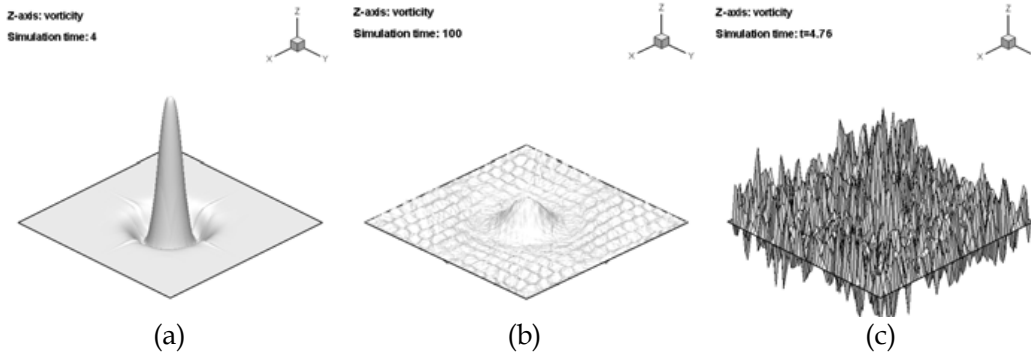 Z-axis: vorticity
Simulation time: 4
Z
X
Y
(a)
Z-axis: vorticity
Simulation time: 100
Z
X
Y
(b)
Z-axis: vorticity
Simulation time: t=4.76
Z
X
(c)